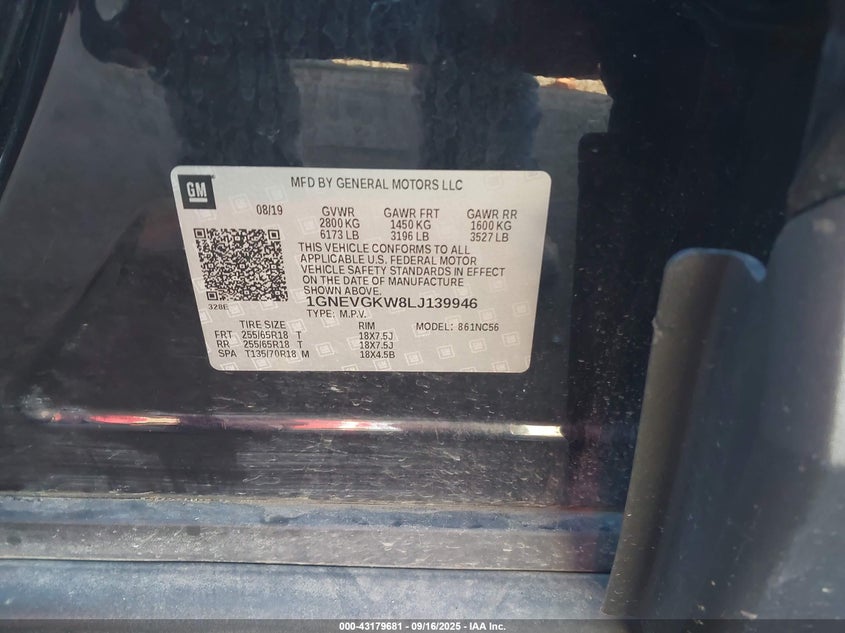 GM
MFD BY GENERAL MOTORS LLC
08/19 GVWR GAWR FRT GAWR RR
2800 KG 1450 KG 1600 KG
6173 LB 3196 LB 3527 LB
THIS VEHICLE CONFORMS TO ALL
APPLICABLE U.S. FEDERAL MOTOR
VEHICLE SAFETY STANDARDS IN EFFECT
ON THE DATE OF MANUFACTURE
SHOWN ABOVE.
328E
1GNEVGKW8LJ139946
TYPE: M.P.V.
TIRE SIZE RIM MODEL: 861NC56
FRT 255/65R18 T 18X7.5J
RR 255/65R18 T 18X7.5J
SPA T135/70R18 M 18X4.5B
000-43179681 - 09/16/2025 - IAA Inc.